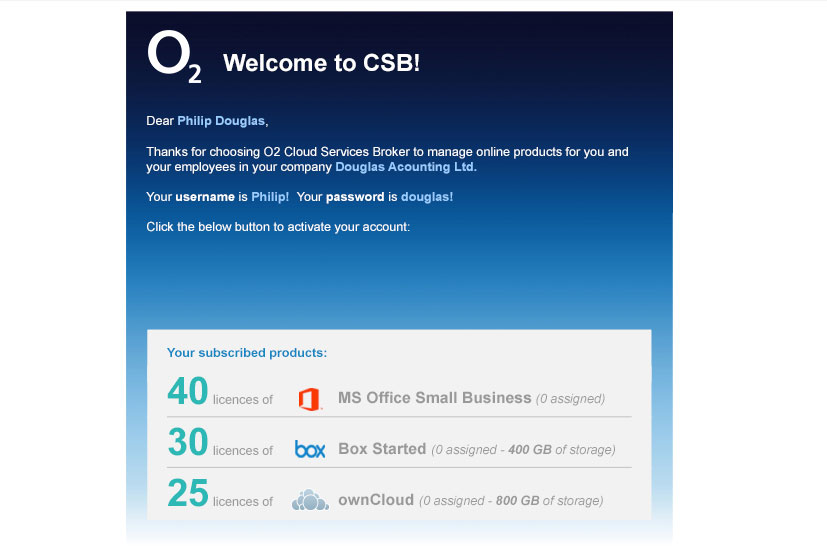 O2 Welcome to CSB!
Dear Philip Douglas,
Thanks for choosing O2 Cloud Services Broker to manage online products for you and
your employees in your company Douglas Acounting Ltd.
Your username is Philip! Your password is douglas!
Click the below button to activate your account:
Your subscribed products:
40 licences of MS Office Small Business (0 assigned)
30 licences of box Box Started (0 assigned - 400 GB of storage)
25 licences of ownCloud (0 assigned - 800 GB of storage)